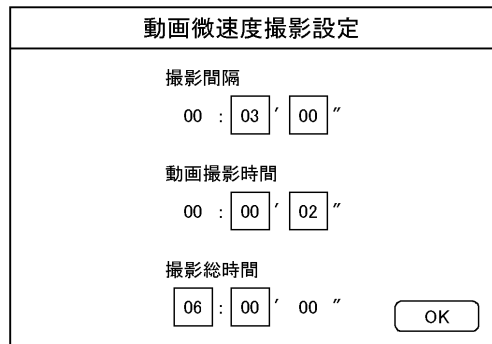 動画微速度撮影設定
撮影間隔
00 : 03 ′ 00 ″
動画撮影時間
00 : 00 ′ 02 ″
撮影総時間
06 : 00 ′ 00 ″
OK